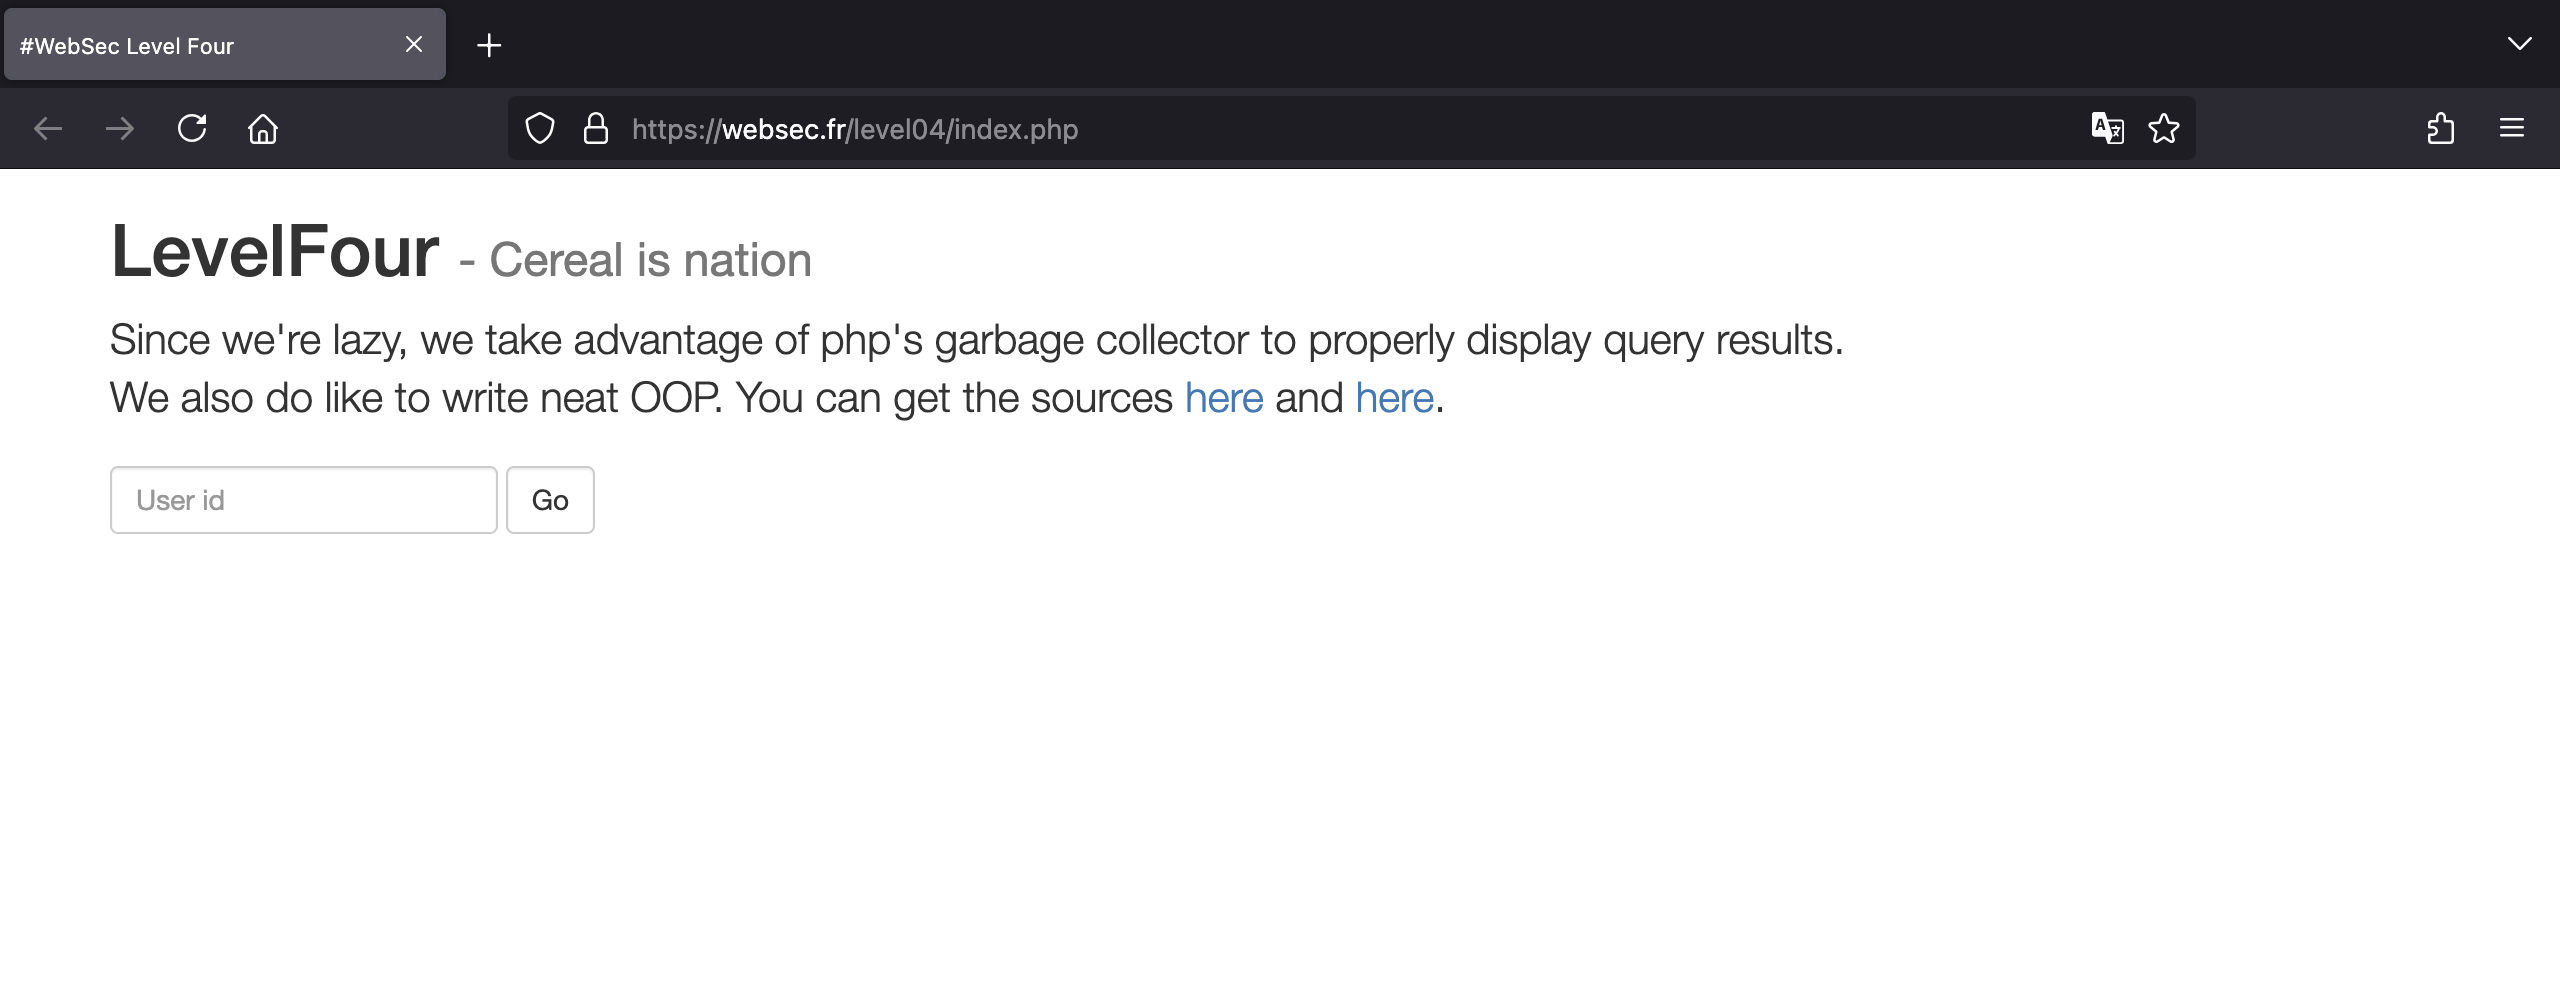 #WebSec Level Four
https://websec.fr/level04/index.php
LevelFour - Cereal is nation
Since we're lazy, we take advantage of php's garbage collector to properly display query results.
We also do like to write neat OOP. You can get the sources here and here.
User id Go